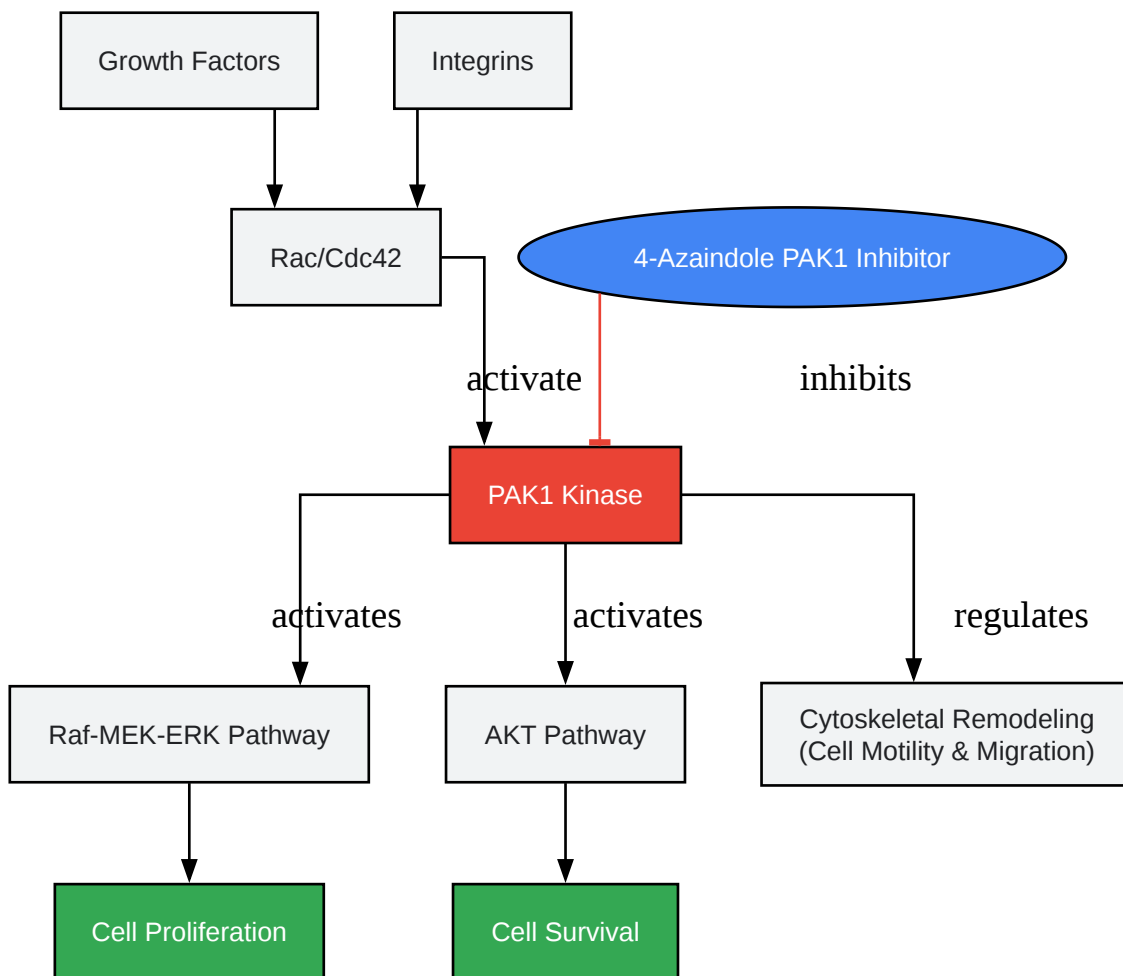 Growth Factors
Integrins
Rac/Cdc42
4-Azaindole PAK1 Inhibitor
activate
inhibits
PAK1 Kinase
activates
activates
regulates
Raf-MEK-ERK Pathway
AKT Pathway
Cytoskeletal Remodeling
(Cell Motility & Migration)
Cell Proliferation
Cell Survival